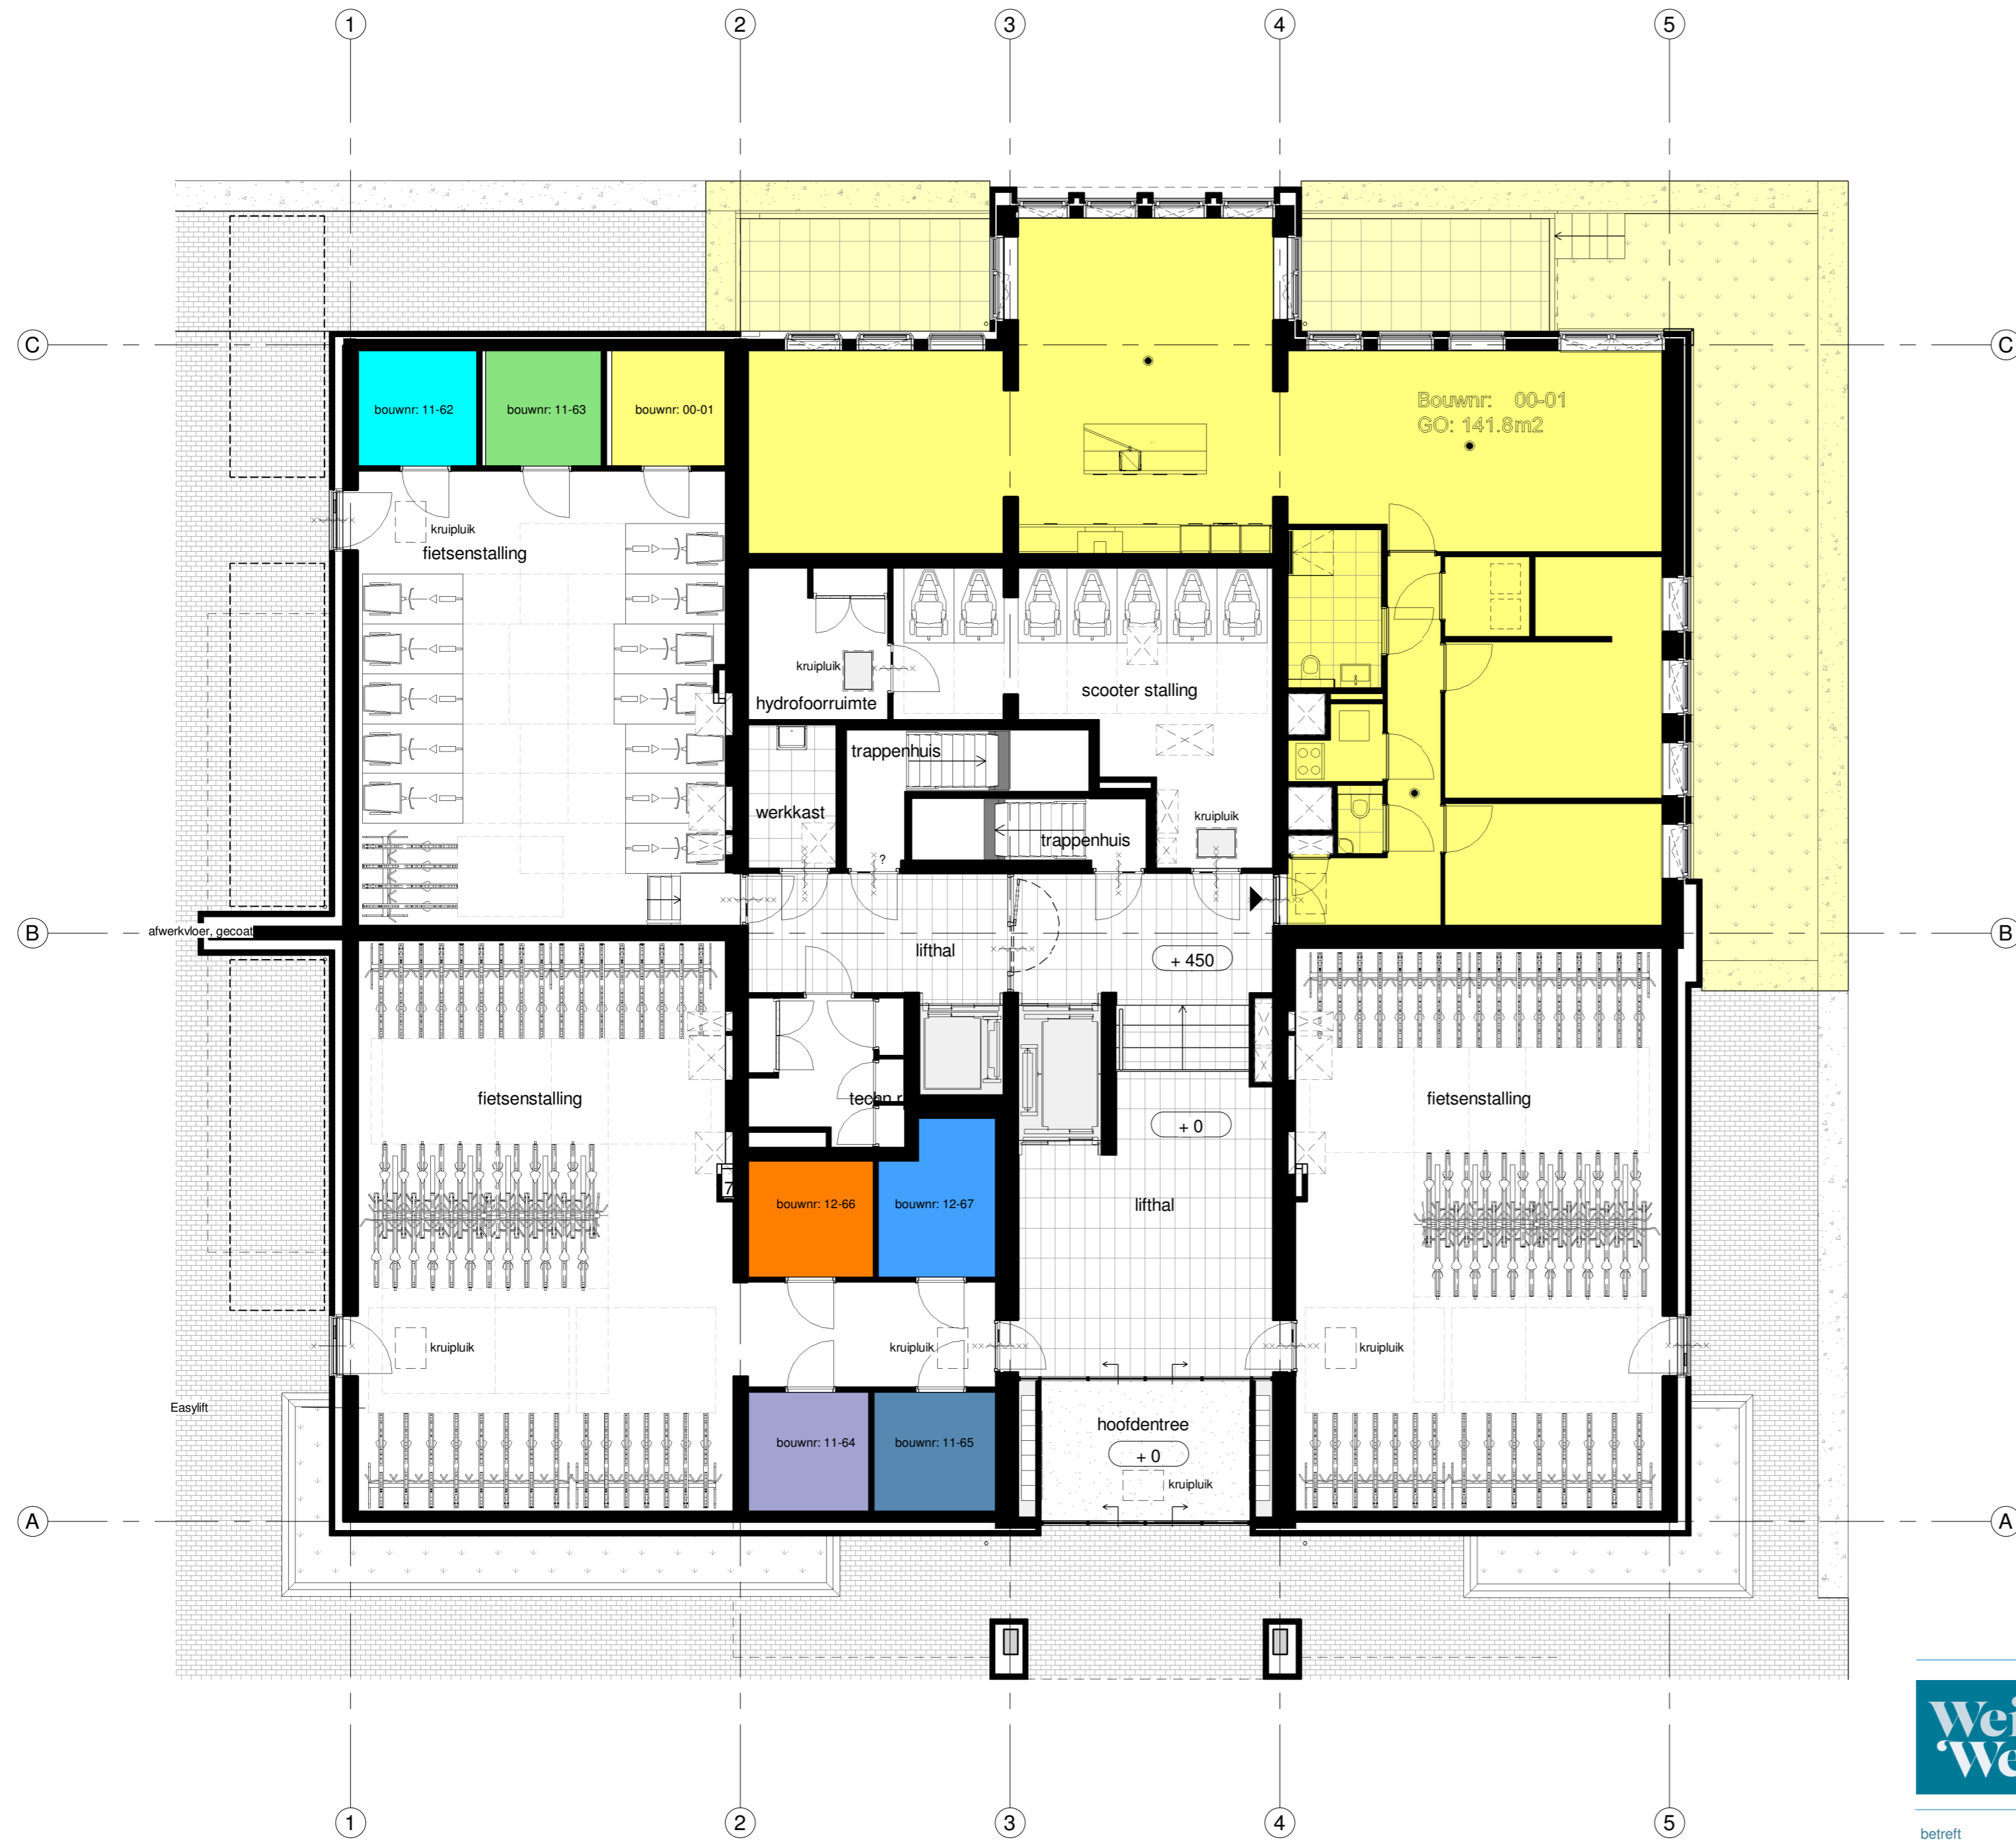 1 2 3 4 5
C C
bouwnr: 11-62 bouwnr: 11-63 bouwnr: 00-01
Bouwnr: 00-01
GO: 141.8m2
kruipluik
fietsenstalling
kruipluik
hydrofoorruimte
scooter stalling
trappenhuis
werkkast
kruipluik
trappenhuis
?
B afwerkvloer, gecoat B
lifthal
+ 450
fietsenstalling
techn.r
fietsenstalling
+ 0
7
bouwnr: 12-66 bouwnr: 12-67
lifthal
kruipluik
kruipluik
kruipluik
Easylift
hoofdentree
bouwnr: 11-64 bouwnr: 11-65
+ 0
kruipluik
A A
1 2 3 4 5
betreft